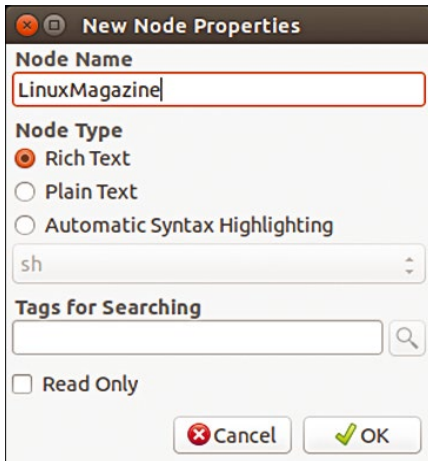 New Node Properties
Node Name
LinuxMagazine
Node Type
Rich Text
Plain Text
Automatic Syntax Highlighting
sh
Tags for Searching
Read Only
Cancel OK